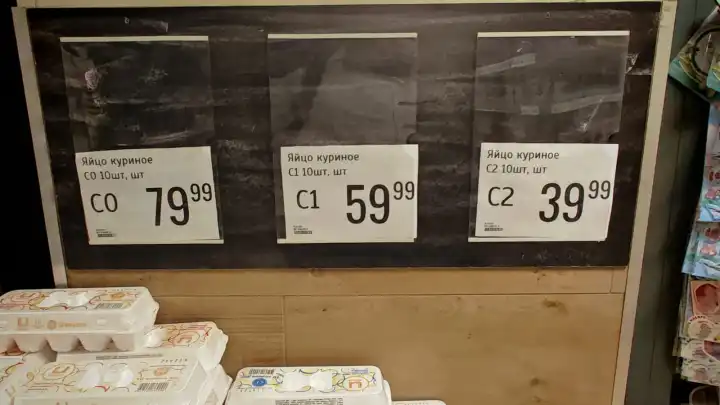 Яйцо куриное
С0 10шт, шт
С0 79 99
Яйцо куриное
С1 10шт, шт
С1 59 99
Яйцо куриное
С2 10шт, шт
С2 39 99